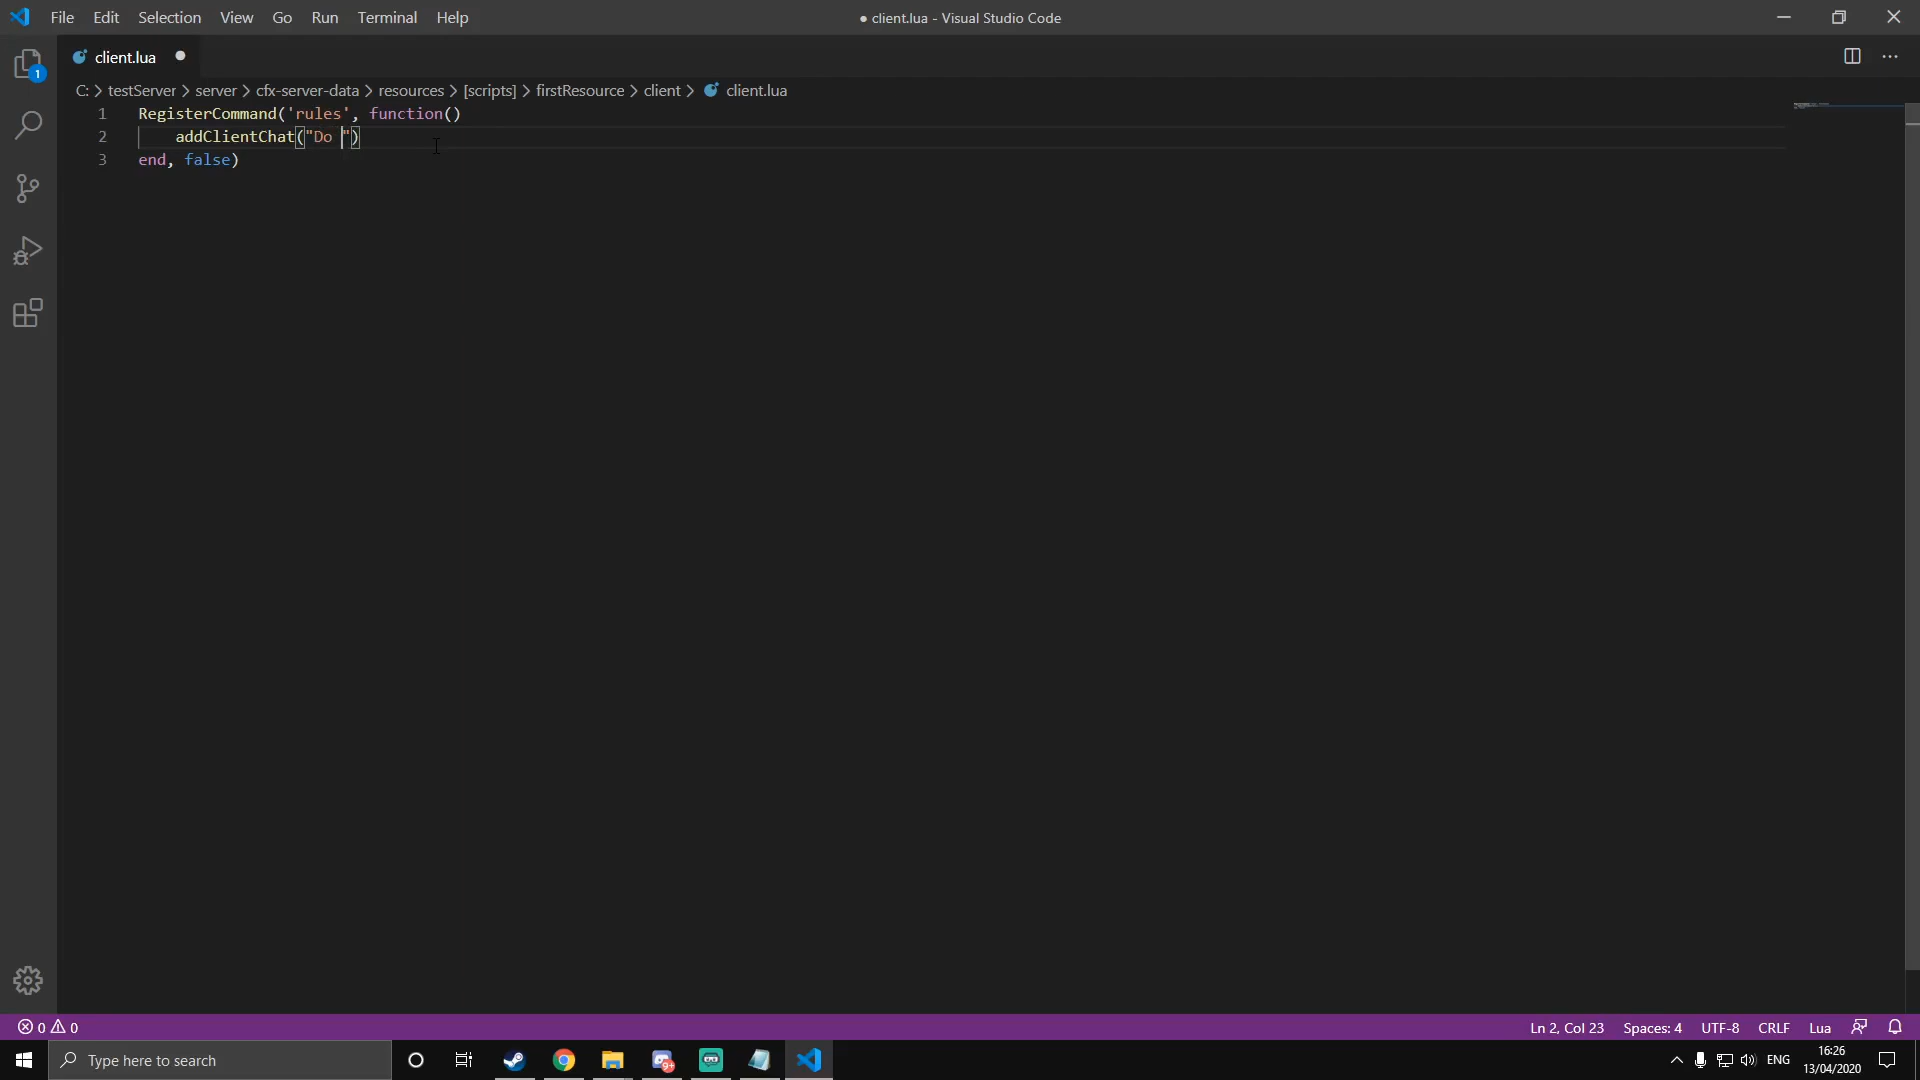 File Edit Selection View Go Run Terminal Help
● client.lua - Visual Studio Code
1
client.lua
C: > testServer > server > cfx-server-data > resources > [scripts] > firstResource > client > client.lua
1 RegisterCommand('rules', function()
2 addClientChat("Do ")
3 end, false)
0 0
Ln 2, Col 23 Spaces: 4 UTF-8 CRLF Lua
Type here to search
9+
ENG
16:26
13/04/2020